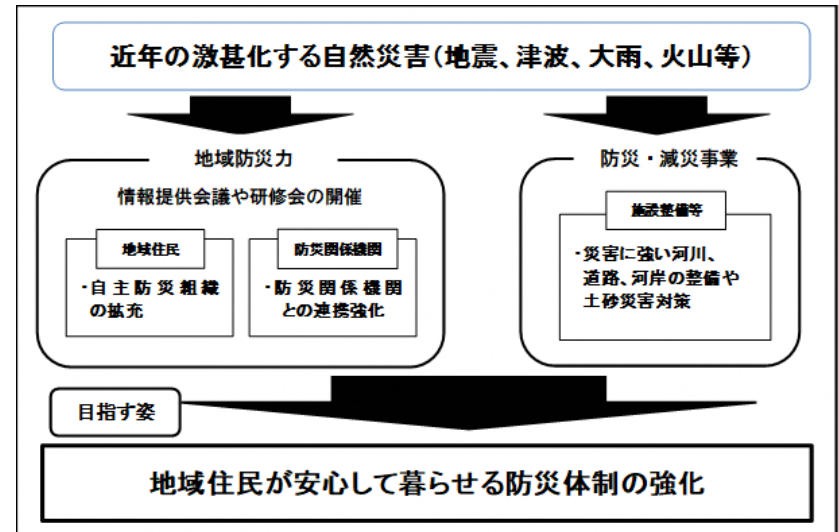 近年の激甚化する自然災害(地震、津波、大雨、火山等)
地域防災力
情報提供会議や研修会の開催
地域住民
・自主防災組織
の拡充
防災関係機関
・防災関係機関
との連携強化
防災・減災事業
施設整備等
・災害に強い河川、
道路、河岸の整備や
土砂災害対策
目指す姿
地域住民が安心して暮らせる防災体制の強化